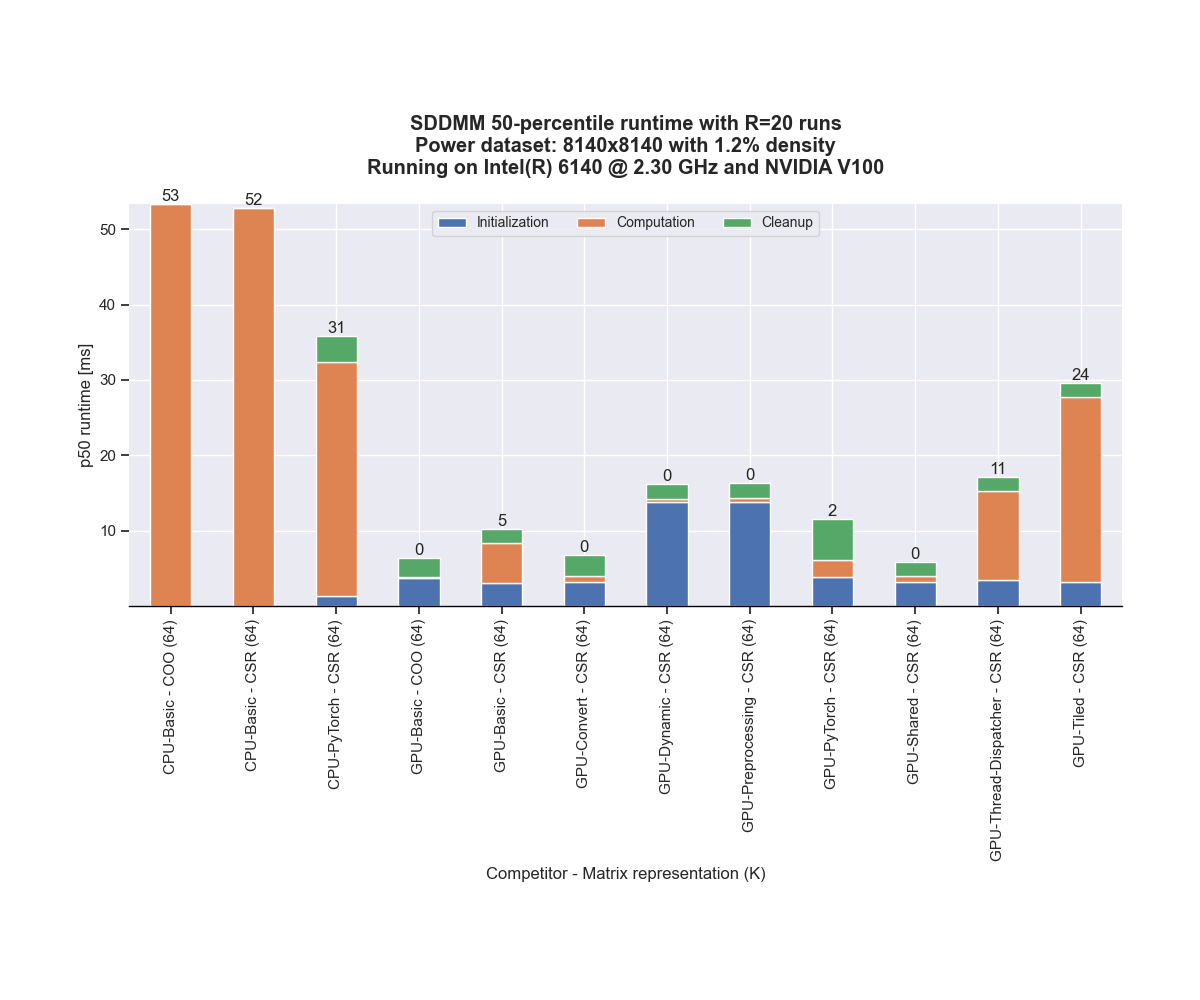 SDDMM 50-percentile runtime with R=20 runs
Power dataset: 8140x8140 with 1.2% density
Running on Intel(R) 6140 @ 2.30 GHz and NVIDIA V100
Initialization
Computation
Cleanup
p50 runtime [ms]
50
40
30
20
10
53
52
31
0
5
0
0
0
2
0
11
24
CPU-Basic - COO (64)
CPU-Basic - CSR (64)
CPU-PyTorch - CSR (64)
GPU-Basic - COO (64)
GPU-Basic - CSR (64)
GPU-Convert - CSR (64)
GPU-Dynamic - CSR (64)
GPU-Preprocessing - CSR (64)
GPU-PyTorch - CSR (64)
GPU-Shared - CSR (64)
GPU-Thread-Dispatcher - CSR (64)
GPU-Tiled - CSR (64)
Competitor - Matrix representation (K)